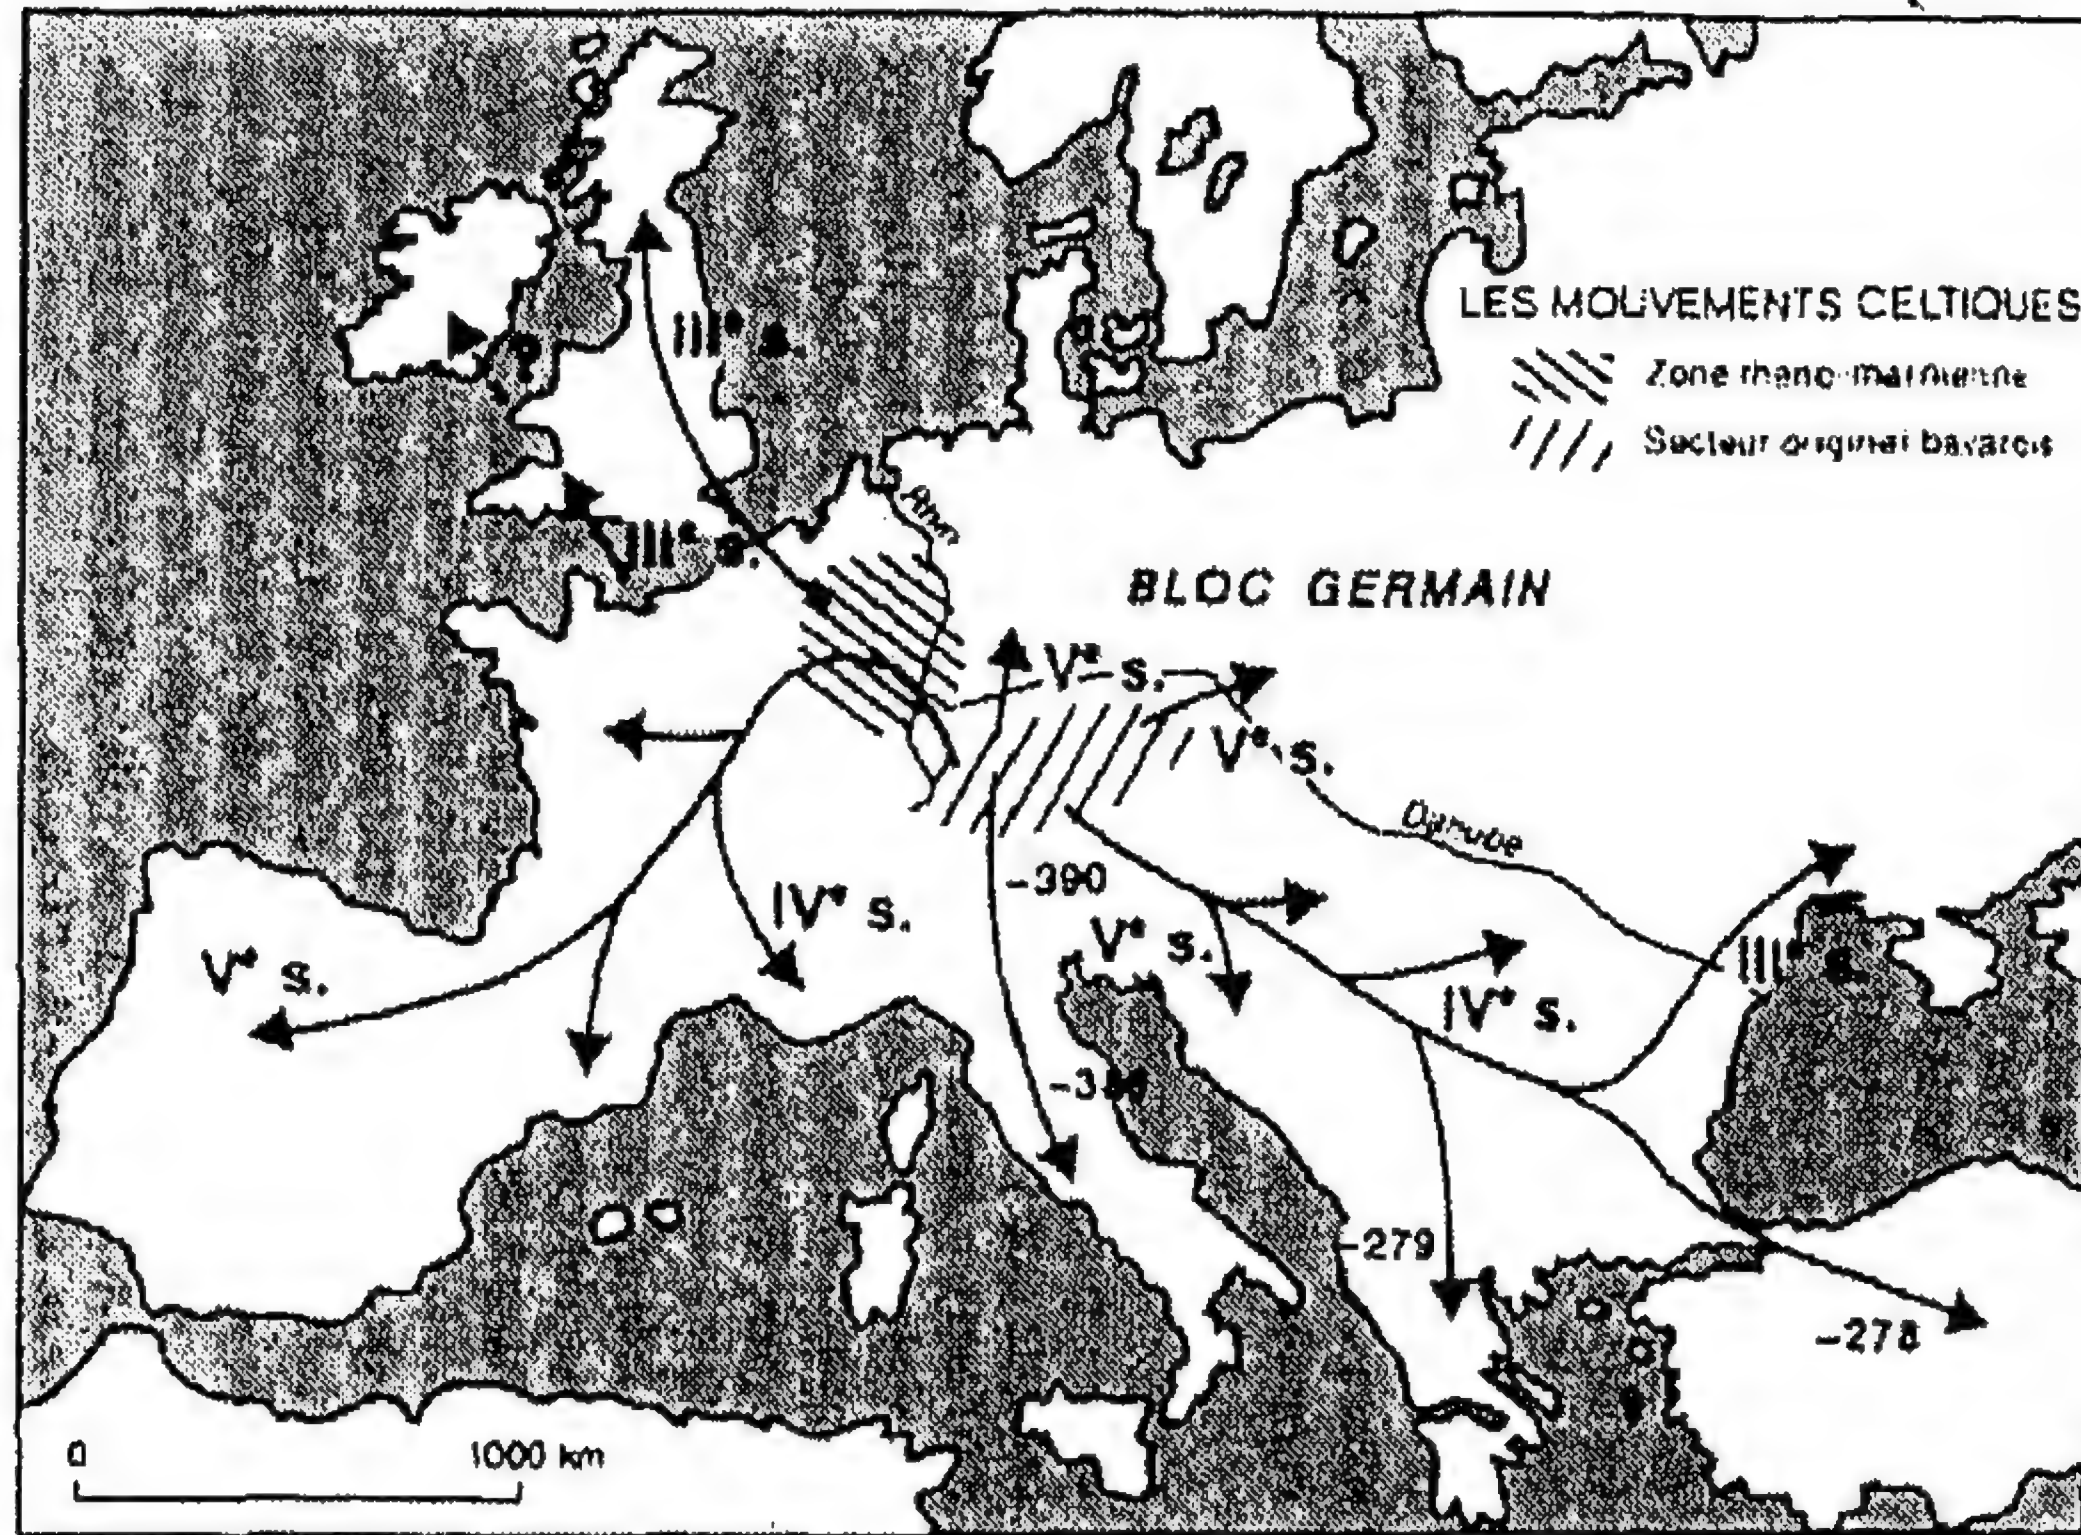 LES MOUVEMENTS CELTIQUES
Zone rhéno-marnienne
Secteur originel bavarois
IIIe s.
IIIe s.
Rhin
BLOC GERMAIN
Ve s.
Ve s.
Danube
-390
IVe s.
Ve s.
Ve s.
IIIe s.
IVe s.
-279
-278
0 1000 km